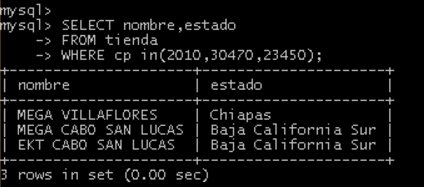 mysql>
mysql> SELECT nombre,estado
    -> FROM tienda
    -> WHERE cp in(2010,30470,23450);
+----------------------+---------------------+
| nombre               | estado              |
+----------------------+---------------------+
| MEGA VILLAFLORES     | Chiapas             |
| MEGA CABO SAN LUCAS  | Baja California Sur |
| EKT CABO SAN LUCAS   | Baja California Sur |
+----------------------+---------------------+
3 rows in set (0.00 sec)